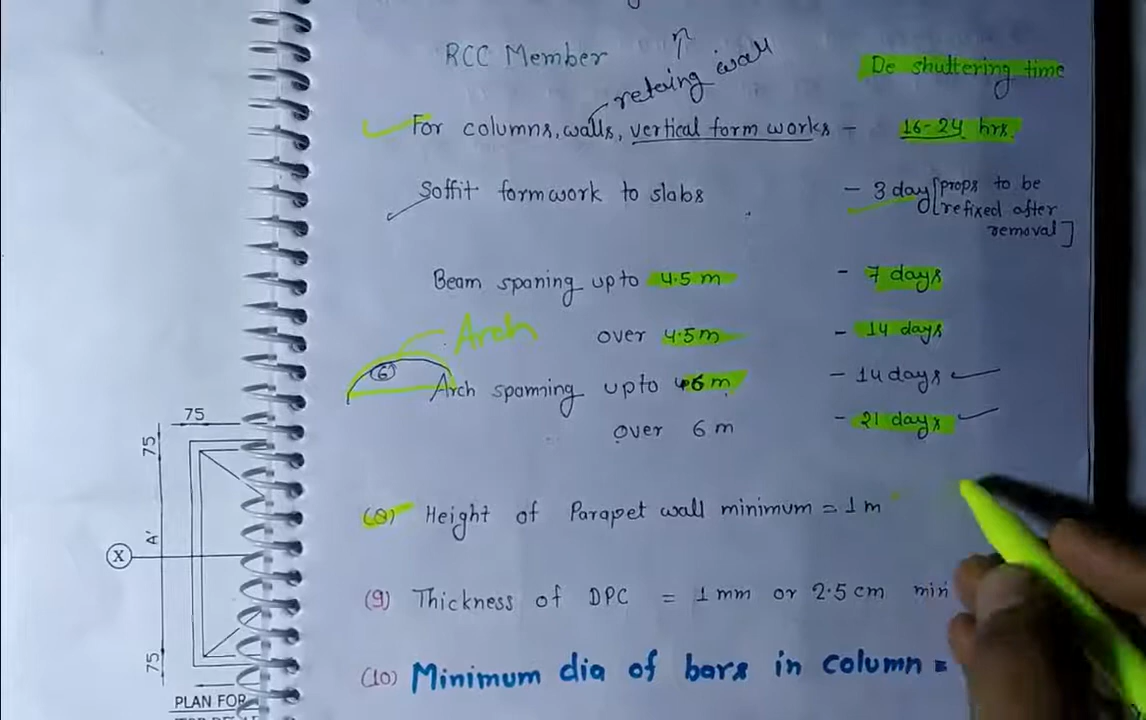 RCC Member
retaring wall
De shuttering time
For columns, walls, vertical form works - 16-24 hrs.
Soffit formwork to slabs - 3 day [props to be
refixed after
removal]
Beam spaning upto 4.5 m - 7 days
over 4.5m - 14 days
Arch
6
Arch spanning upto 6m - 14 days
over 6 m - 21 days
75
75
(8) Height of Parapet wall minimum = 1 m
A'
X
(9) Thickness of DPC = 1 mm or 2.5 cm min
75
(10) Minimum dia of bars in column =
PLAN FOR